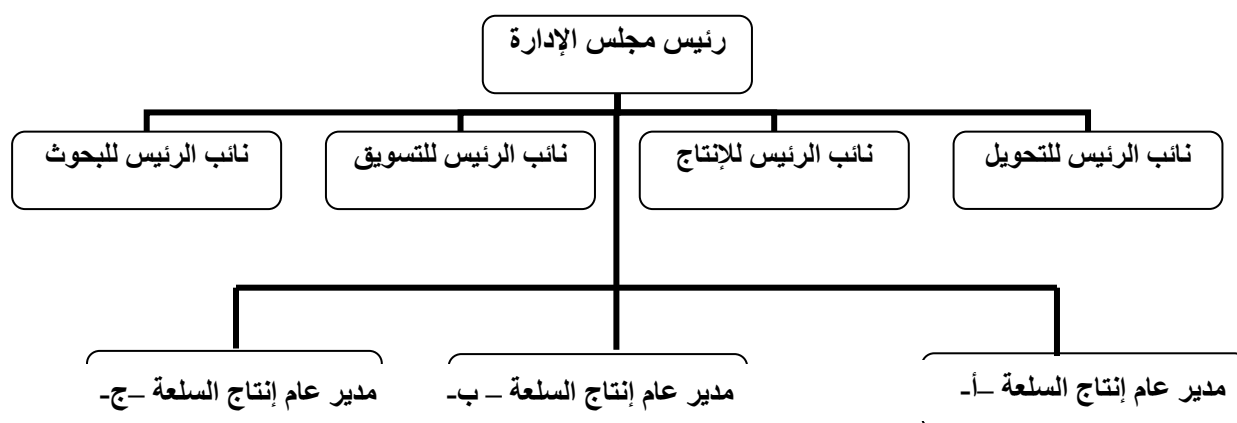 رئيس مجلس الإدارة
نائب الرئيس للتحويل
نائب الرئيس للإنتاج
نائب الرئيس للتسويق
نائب الرئيس للبحوث
مدير عام إنتاج السلعة –أ-
مدير عام إنتاج السلعة – ب-
مدير عام إنتاج السلعة –ج-